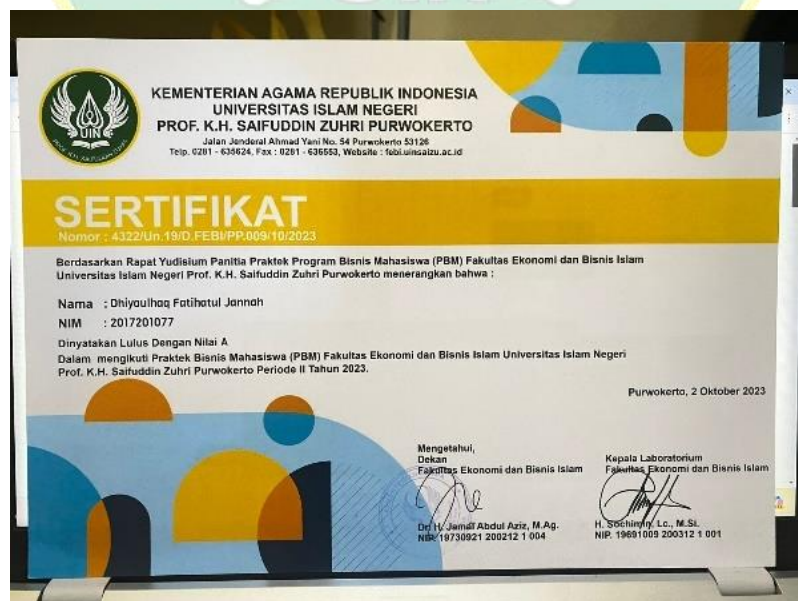 KEMENTERIAN AGAMA REPUBLIK INDONESIA
UNIVERSITAS ISLAM NEGERI
PROF. K.H. SAIFUDDIN ZUHRI PURWOKERTO
Jalan Jenderal Ahmad Yani No. 54 Purwokerto 53126
Telp. 0281 - 635624, Fax : 0281 - 636553, Website : febi.uinsaizu.ac.id
UIN
SERTIFIKAT
Nomor : 4322/Un.19/D.FEBI/PP.009/10/2023
Berdasarkan Rapat Yudisium Panitia Praktek Program Bisnis Mahasiswa (PBM) Fakultas Ekonomi dan Bisnis Islam
Universitas Islam Negeri Prof. K.H. Saifuddin Zuhri Purwokerto menerangkan bahwa :
Nama : Dhiyaulhaq Fatihatul Jannah
NIM : 2017201077
Dinyatakan Lulus Dengan Nilai A
Dalam mengikuti Praktek Bisnis Mahasiswa (PBM) Fakultas Ekonomi dan Bisnis Islam Universitas Islam Negeri
Prof. K.H. Saifuddin Zuhri Purwokerto Periode II Tahun 2023.
Purwokerto, 2 Oktober 2023
Mengetahui,
Dekan
Fakultas Ekonomi dan Bisnis Islam
Dr. H. Jamal Abdul Aziz, M.Ag.
NIP. 19730921 200212 1 004
Kepala Laboratorium
Fakultas Ekonomi dan Bisnis Islam
H. Sochimin, Lc., M.Si.
NIP. 19691009 200312 1 001